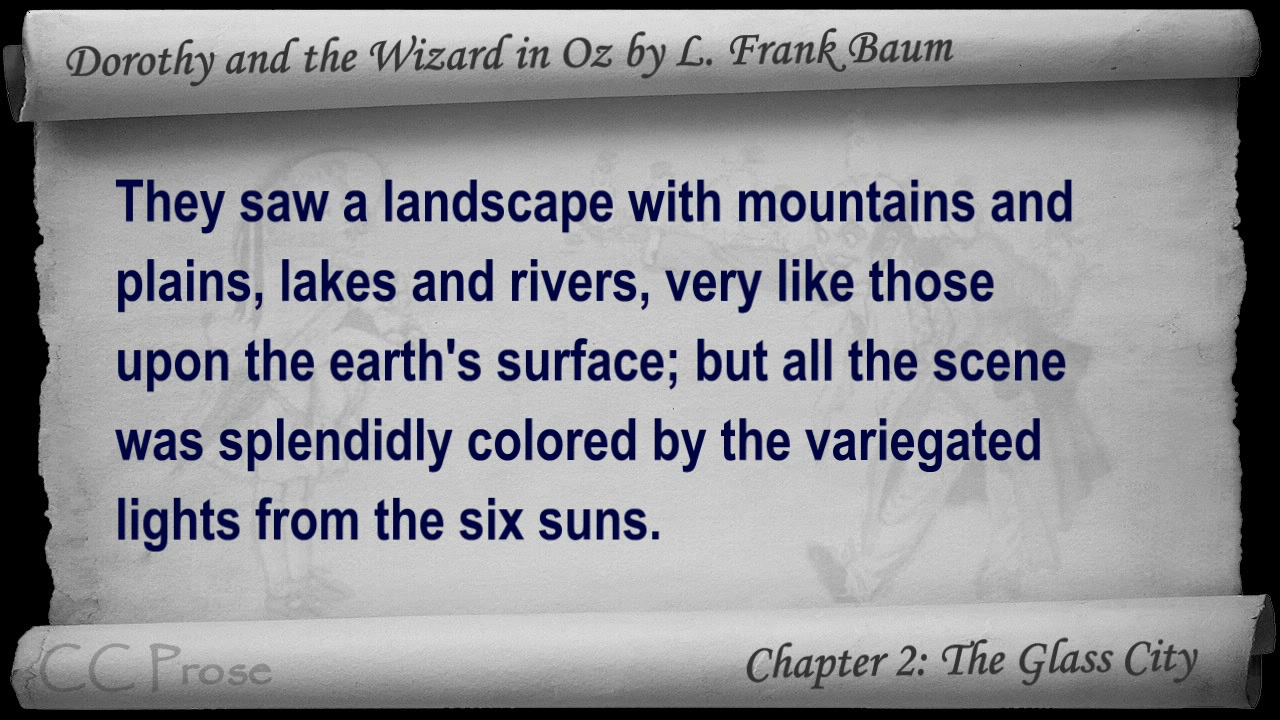 Dorothy and the Wizard in Oz by L. Frank Baum
They saw a landscape with mountains and
plains, lakes and rivers, very like those
upon the earth's surface; but all the scene
was splendidly colored by the variegated
lights from the six suns.
CC Prose
Chapter 2: The Glass City